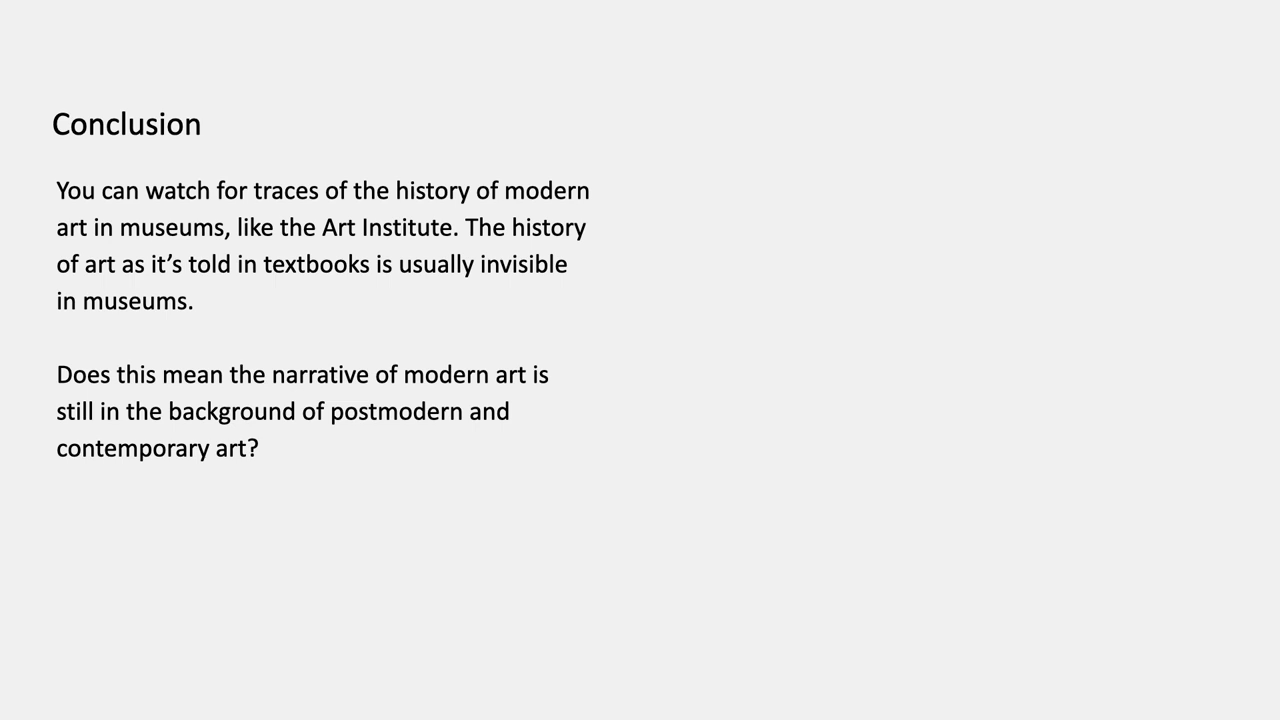 Conclusion
You can watch for traces of the history of modern
art in museums, like the Art Institute. The history
of art as it’s told in textbooks is usually invisible
in museums.
Does this mean the narrative of modern art is
still in the background of postmodern and
contemporary art?